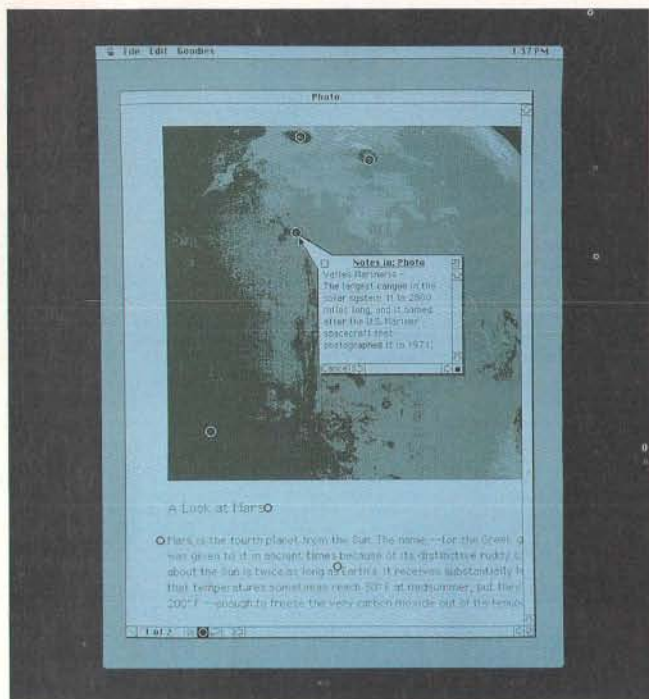 File Edit Goodies 1:37 PM
Photo
Notes in: Photo
Valles Marineris –
The largest canyon in the
solar system. It is 2800
miles long, and is named
after the U.S. Mariner
spacecraft that
photographed it in 1971.
Cancel
A Look at Mars
Mars is the fourth planet from the Sun. The name —for the Greek
was given to it in ancient times because of its distinctive ruddy
about the Sun is twice as long as Earth's. It receives substantially
that temperatures sometimes reach 50° F at midsummer, but they
200° F —enough to freeze the very carbon dioxide out of its
1 of 2